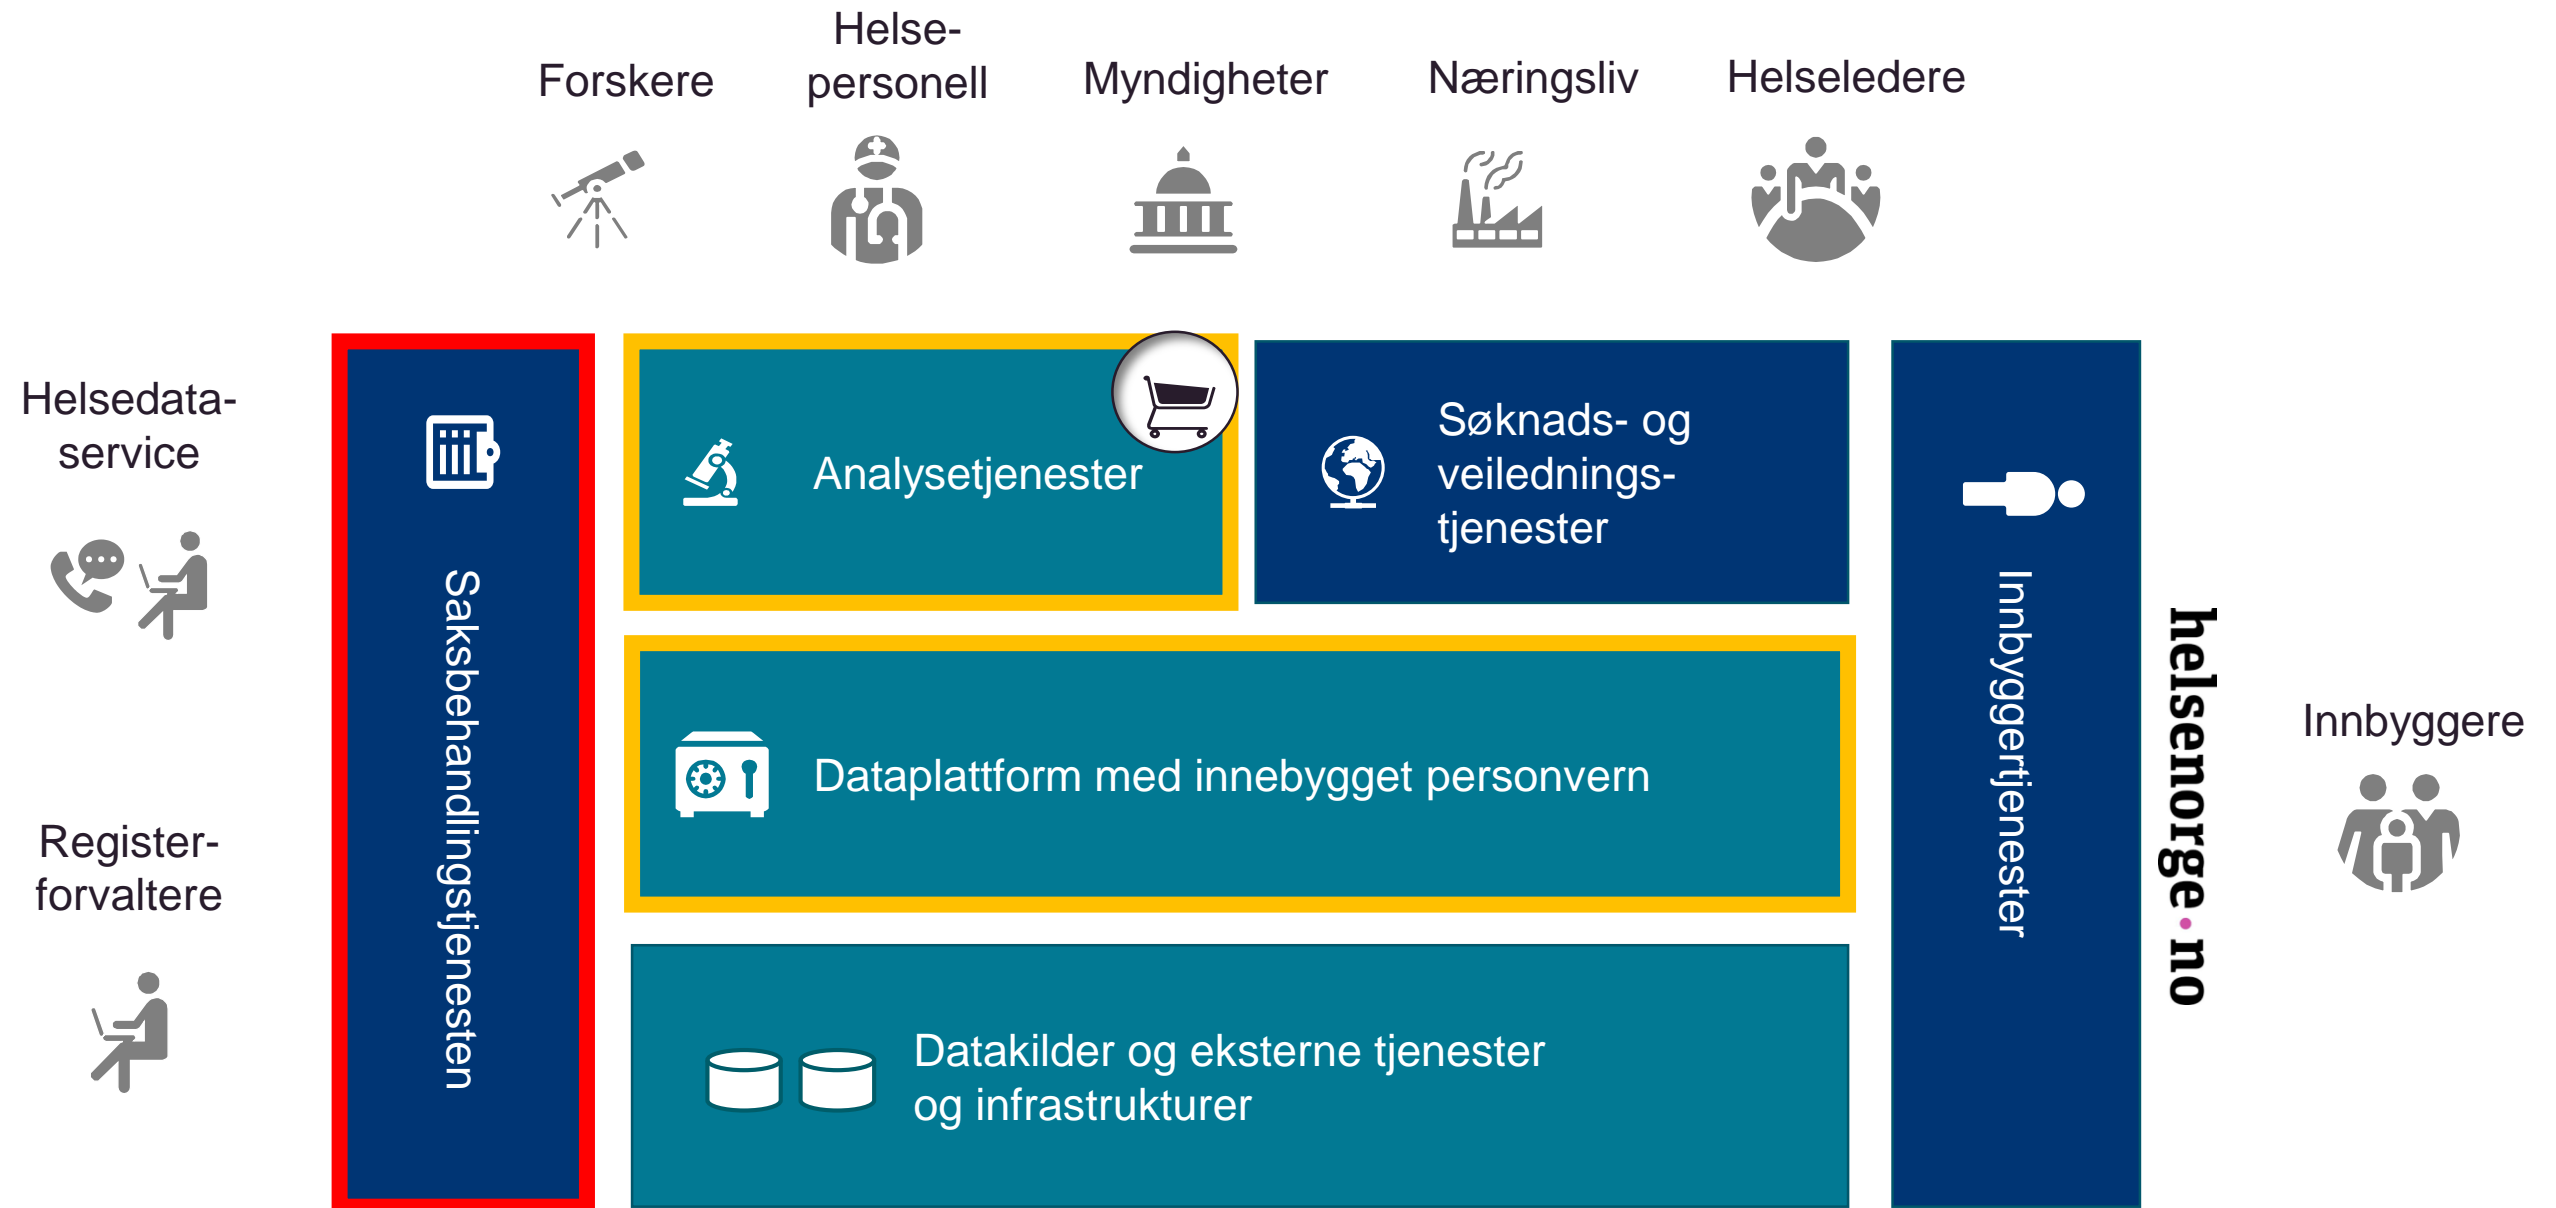 Forskere
Helse-
personell
Myndigheter
Næringsliv
Helseledere
Helsedata-
service
Register-
forvaltere
Saksbehandlingstjenesten
Analysetjenester
Søknads- og
veilednings-
tjenester
Dataplattform med innebygget personvern
Datakilder og eksterne tjenester
og infrastrukturer
Innbyggertjenester
helsenorge·no
Innbyggere